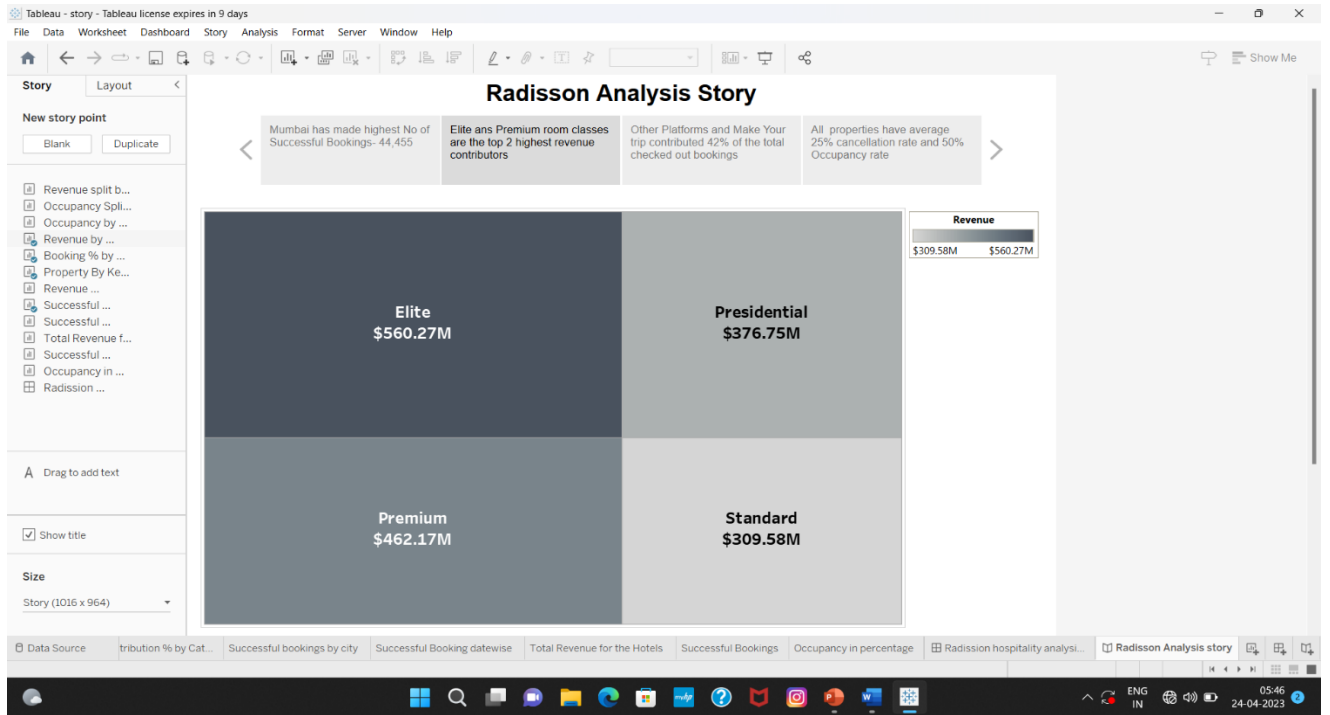 Tableau - story - Tableau license expires in 9 days
File Data Worksheet Dashboard Story Analysis Format Server Window Help
Show Me
Story Layout
New story point
Blank Duplicate
Revenue split b...
Occupancy Spli...
Occupancy by ...
Revenue by ...
Booking % by ...
Property By Ke...
Revenue ...
Successful ...
Successful ...
Total Revenue f...
Successful ...
Occupancy in ...
Radission ...
A Drag to add text
Show title
Size
Story (1016 x 964)
Radisson Analysis Story
Mumbai has made highest No of
Successful Bookings- 44,455
Elite ans Premium room classes
are the top 2 highest revenue
contributors
Other Platforms and Make Your
trip contributed 42% of the total
checked out bookings
All properties have average
25% cancellation rate and 50%
Occupancy rate
Elite
$560.27M
Presidential
$376.75M
Premium
$462.17M
Standard
$309.58M
Revenue
$309.58M $560.27M
Data Source tribution % by Cat... Successful bookings by city Successful Booking datewise Total Revenue for the Hotels Successful Bookings Occupancy in percentage Radission hospitality analysi... Radisson Analysis story
ENG
IN
05:46
24-04-2023
2